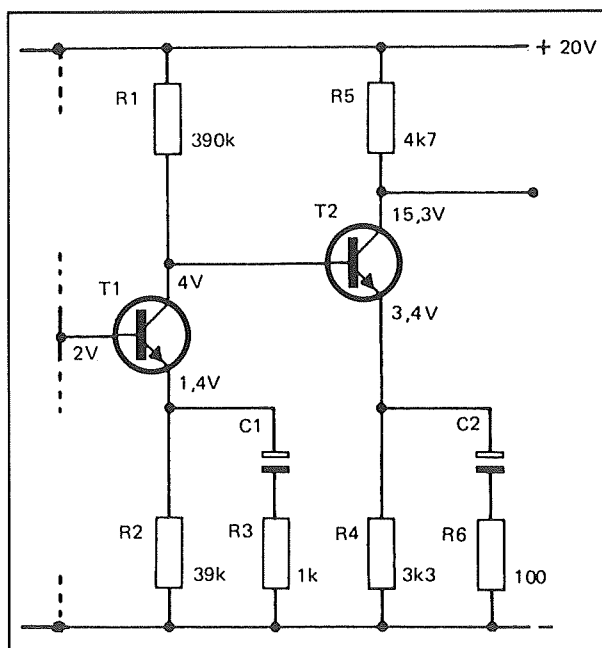 + 20V
R1
390k
R5
4k7
T2
15,3V
4V
T1
3,4V
2V
1,4V
C1
C2
R2
39k
R3
1k
R4
3k3
R6
100
−